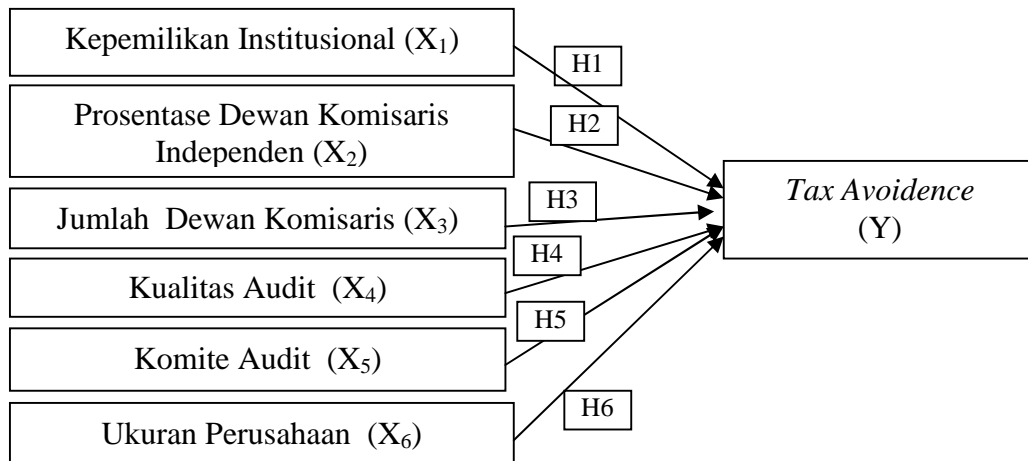 Kepemilikan Institusional (X₁)
H1
Prosentase Dewan Komisaris
Independen (X₂)
H2
Jumlah Dewan Komisaris (X₃)
H3
Kualitas Audit (X₄)
H4
Komite Audit (X₅)
H5
Ukuran Perusahaan (X₆)
H6
Tax Avoidence
(Y)